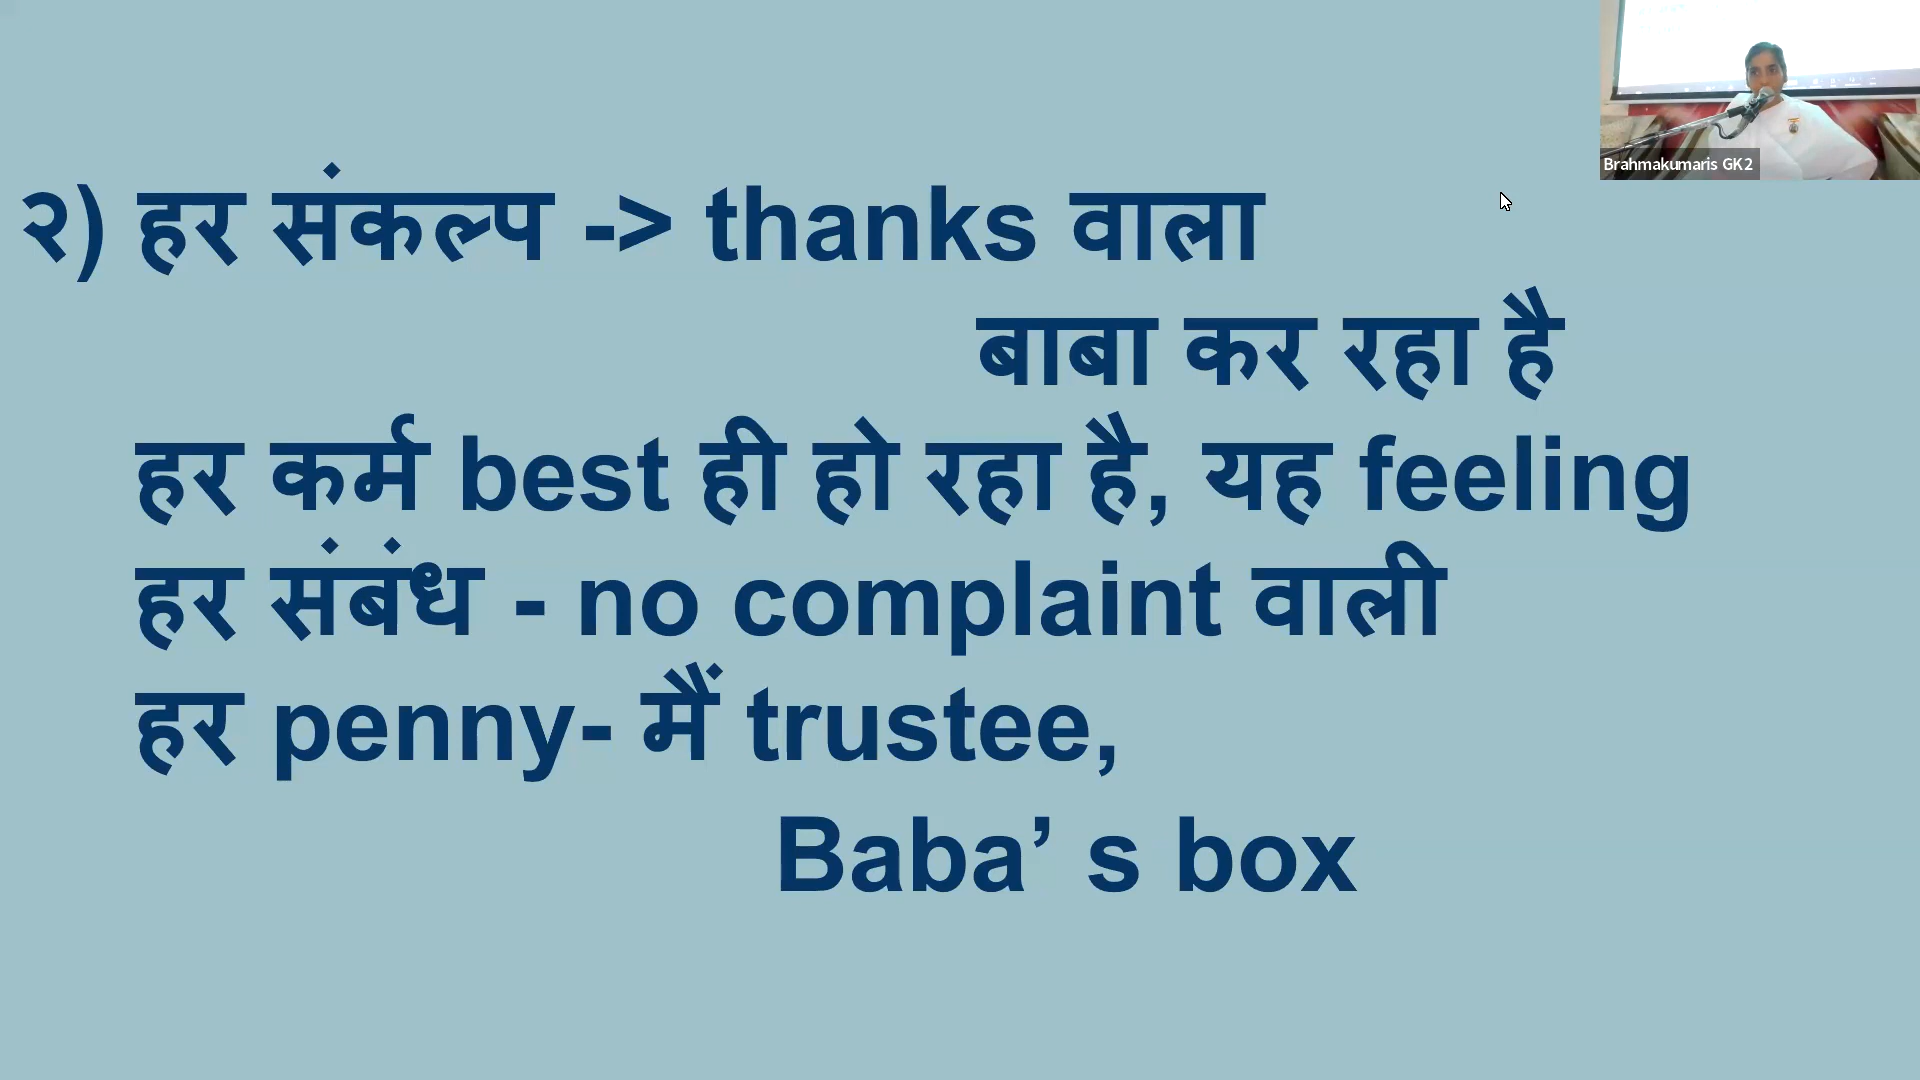 Brahmakumaris GK2
२) हर संकल्प -> thanks वाला
बाबा कर रहा है
हर कर्म best ही हो रहा है, यह feeling
हर संबंध - no complaint वाली
हर penny- मैं trustee,
Baba’ s box